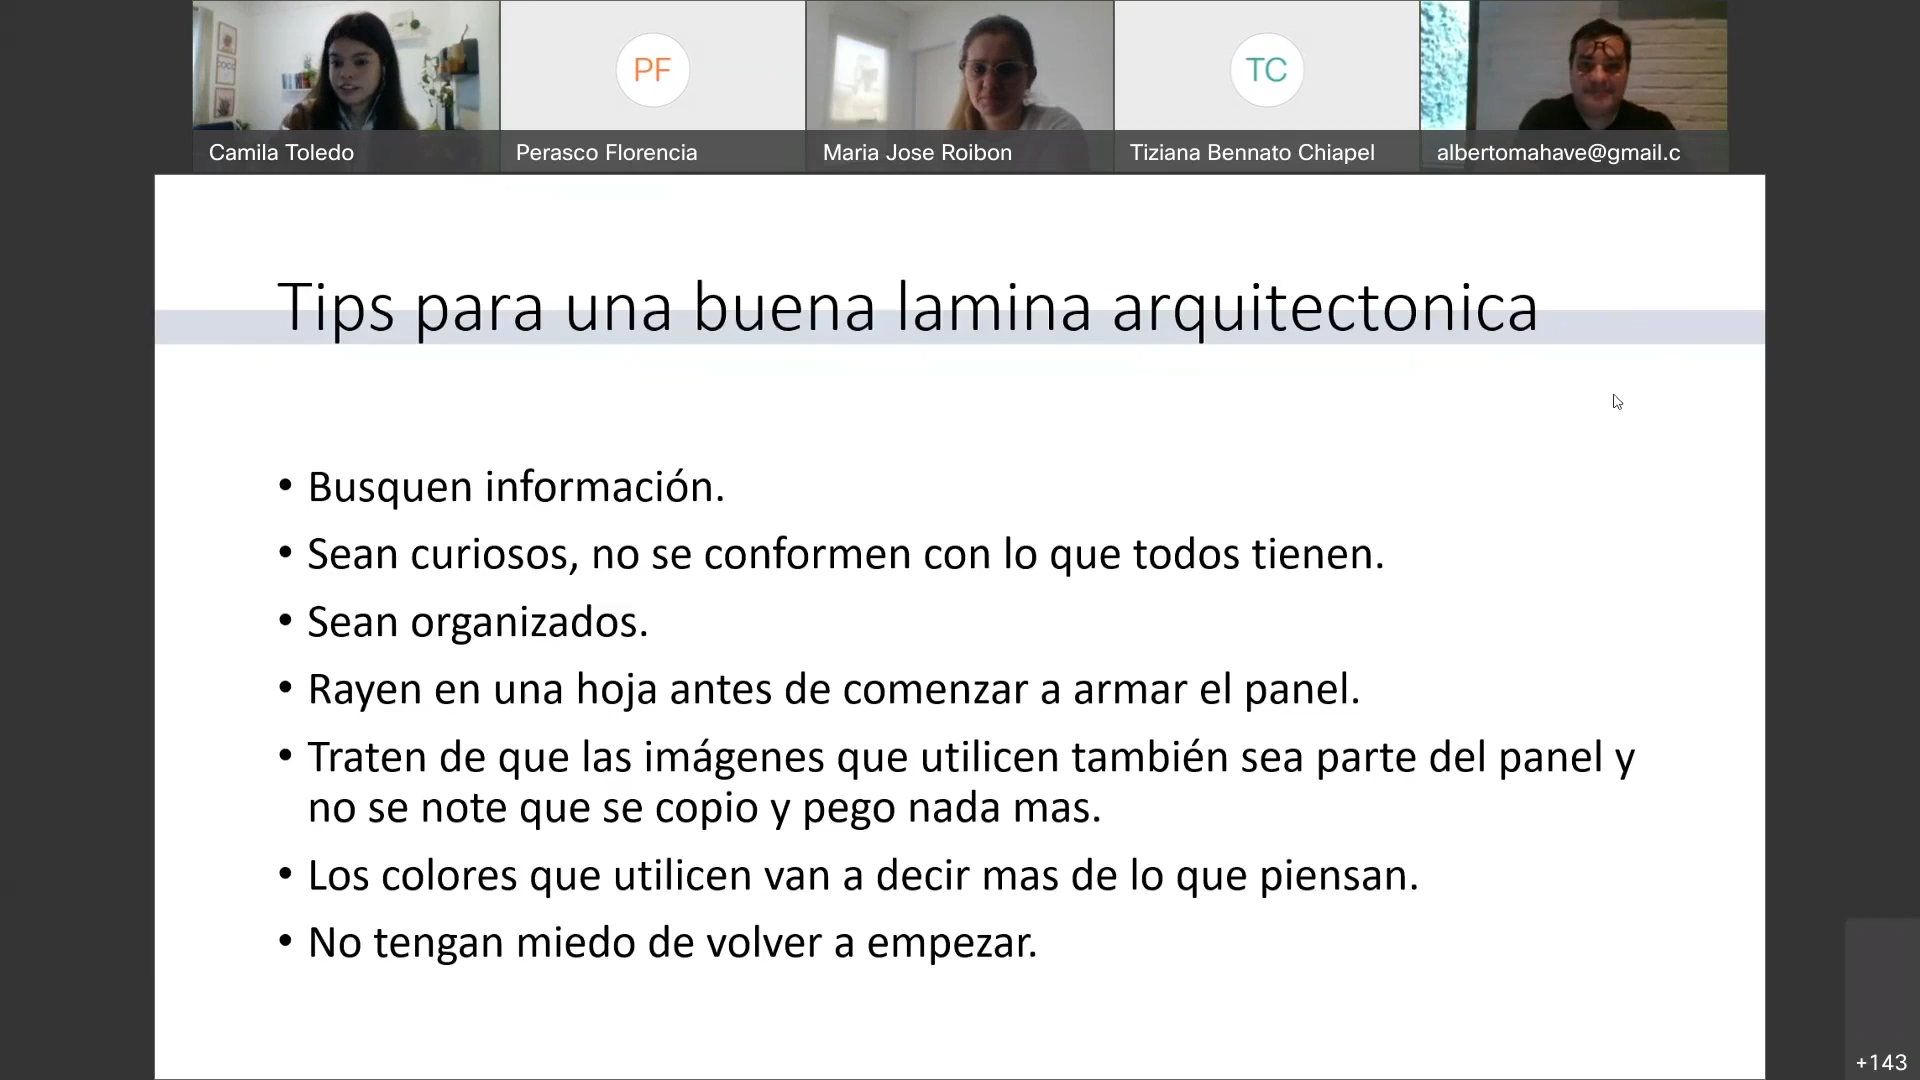 PF
TC
Camila Toledo
Perasco Florencia
Maria Jose Roibon
Tiziana Bennato Chiapel
albertomahave@gmail.c
Tips para una buena lamina arquitectonica
• Busquen información.
• Sean curiosos, no se conformen con lo que todos tienen.
• Sean organizados.
• Rayen en una hoja antes de comenzar a armar el panel.
• Traten de que las imágenes que utilicen también sea parte del panel y
no se note que se copio y pego nada mas.
• Los colores que utilicen van a decir mas de lo que piensan.
• No tengan miedo de volver a empezar.
+143